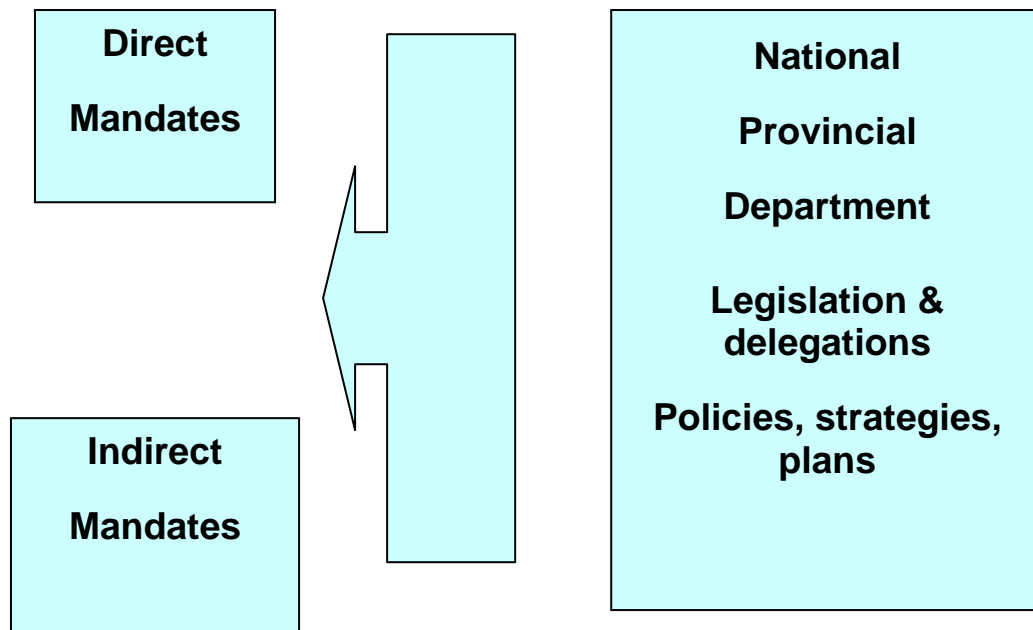 Direct
Mandates
Indirect
Mandates
National
Provincial
Department
Legislation &
delegations
Policies, strategies,
plans